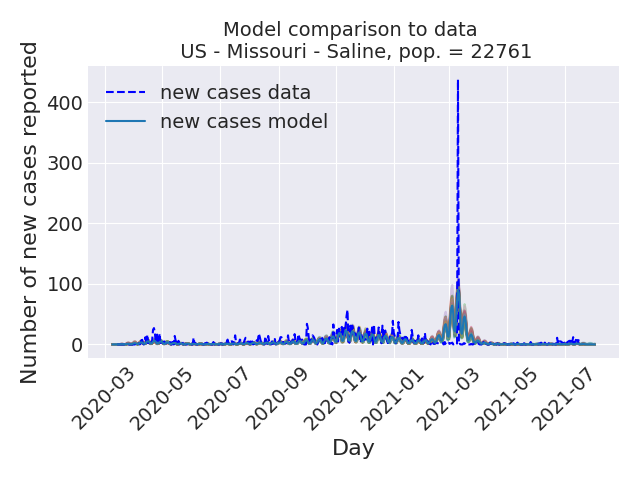 Model comparison to data
US - Missouri - Saline, pop. = 22761
Number of new cases reported
400
300
200
100
0
new cases data
new cases model
2020-03
2020-05
2020-07
2020-09
2020-11
2021-01
2021-03
2021-05
2021-07
Day